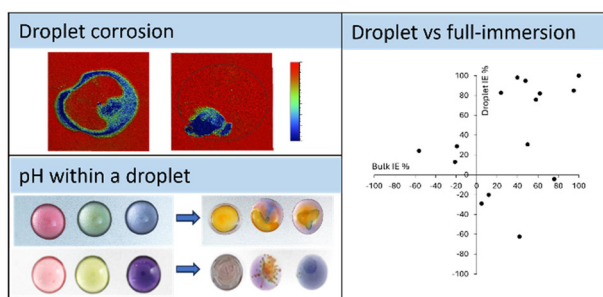 Droplet corrosion
pH within a droplet
Droplet vs full-immersion
Droplet IE %
Bulk IE %
100
80
60
40
20
0
-20
-40
-60
-80
-100
-100 -80 -60 -40 -20 0 20 40 60 80 100